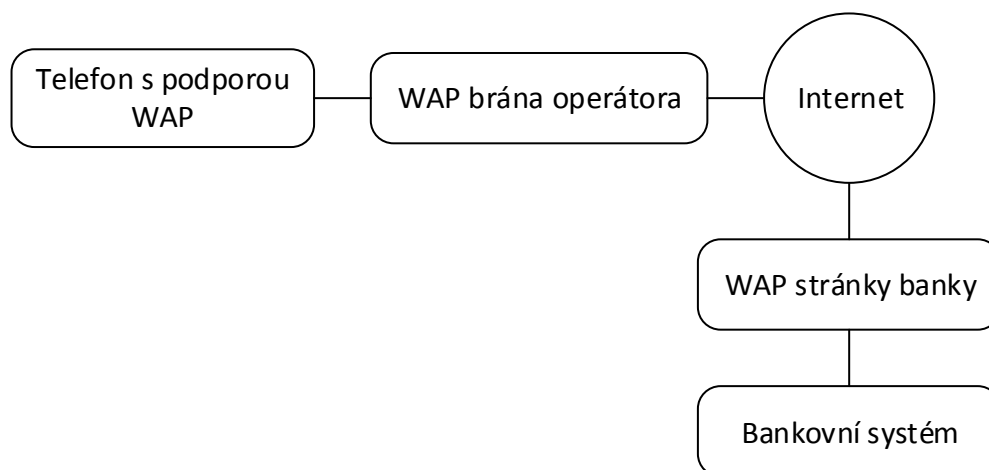 Telefon s podporou
WAP
WAP brána operátora
Internet
WAP stránky banky
Bankovní systém